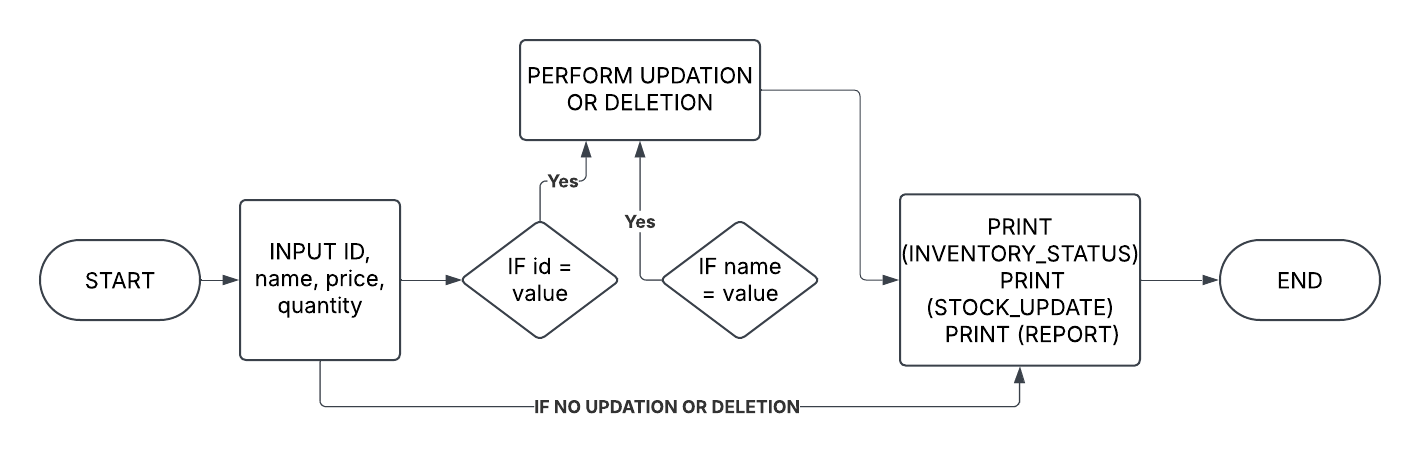 START
INPUT ID,
name, price,
quantity
IF id =
value
Yes
PERFORM UPDATION
OR DELETION
IF name
= value
Yes
IF NO UPDATION OR DELETION
PRINT
(INVENTORY_STATUS)
PRINT
(STOCK_UPDATE)
PRINT (REPORT)
END